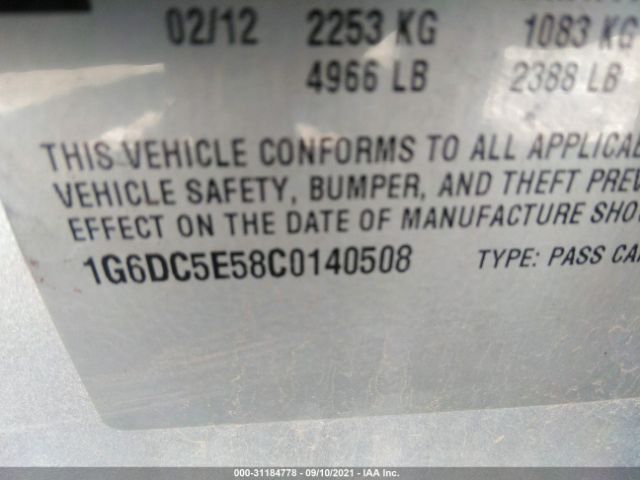 02/12 2253 KG 1083 KG
4966 LB 2388 LB
THIS VEHICLE CONFORMS TO ALL APPLICAB
VEHICLE SAFETY, BUMPER, AND THEFT PREV
EFFECT ON THE DATE OF MANUFACTURE SHO
1G6DC5E58C0140508 TYPE: PASS CAR
000-31184778 - 09/10/2021 - IAA Inc.